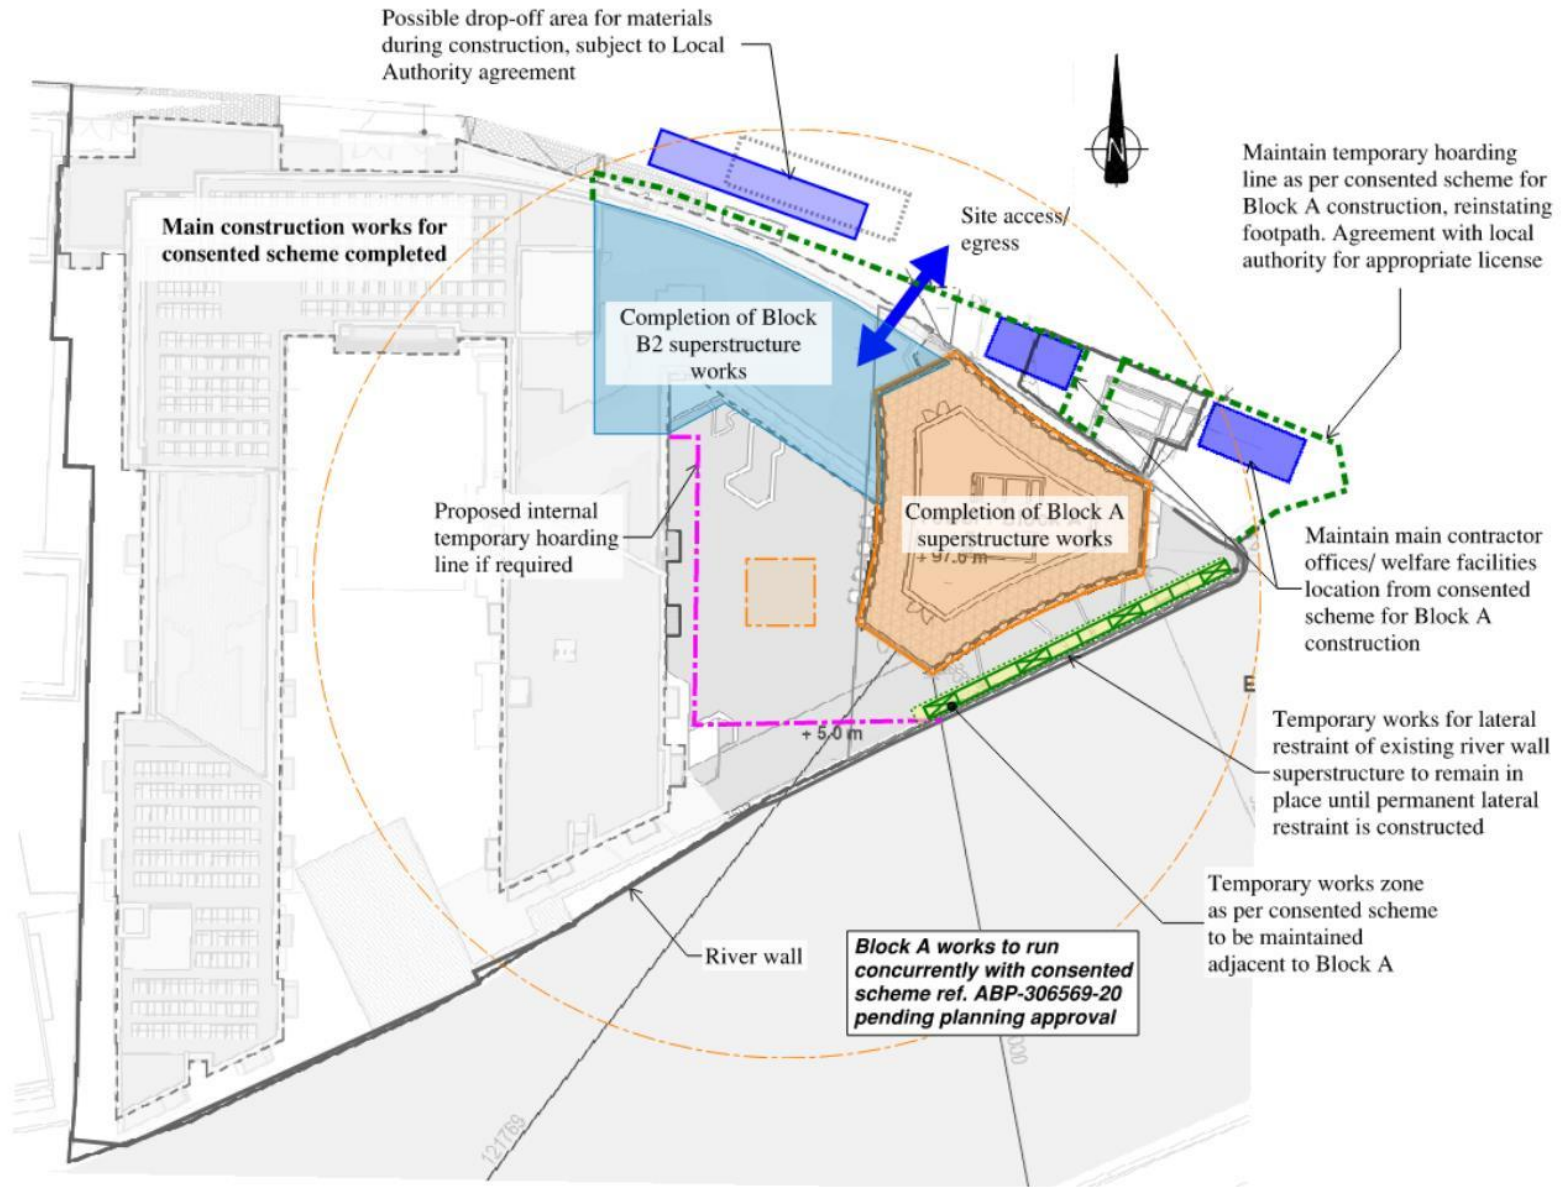 Possible drop-off area for materials
during construction, subject to Local
Authority agreement
N
Maintain temporary hoarding
line as per consented scheme for
Block A construction, reinstating
footpath. Agreement with local
authority for appropriate license
Site access/
egress
Main construction works for
consented scheme completed
Completion of Block
B2 superstructure
works
Completion of Block A
superstructure works
+ 97.6 m
Proposed internal
temporary hoarding
line if required
Maintain main contractor
offices/ welfare facilities
location from consented
scheme for Block A
construction
E
+ 5.0 m
Temporary works for lateral
restraint of existing river wall
superstructure to remain in
place until permanent lateral
restraint is constructed
Temporary works zone
as per consented scheme
to be maintained
adjacent to Block A
River wall
Block A works to run
concurrently with consented
scheme ref. ABP-306569-20
pending planning approval
121769